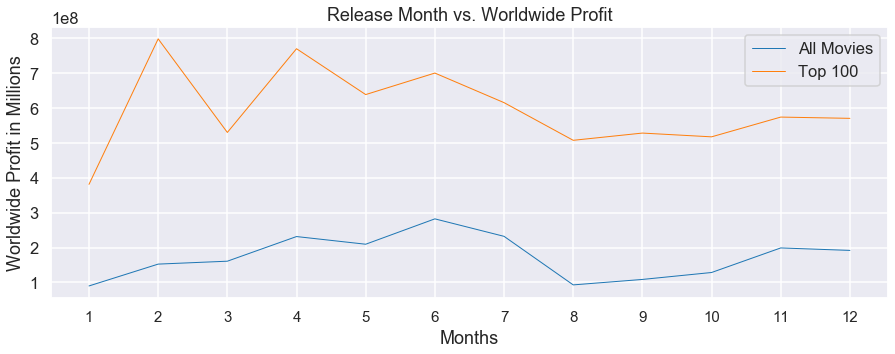 Release Month vs. Worldwide Profit
1e8
All Movies
Top 100
8
7
6
5
4
3
2
1
Worldwide Profit in Millions
1 2 3 4 5 6 7 8 9 10 11 12
Months